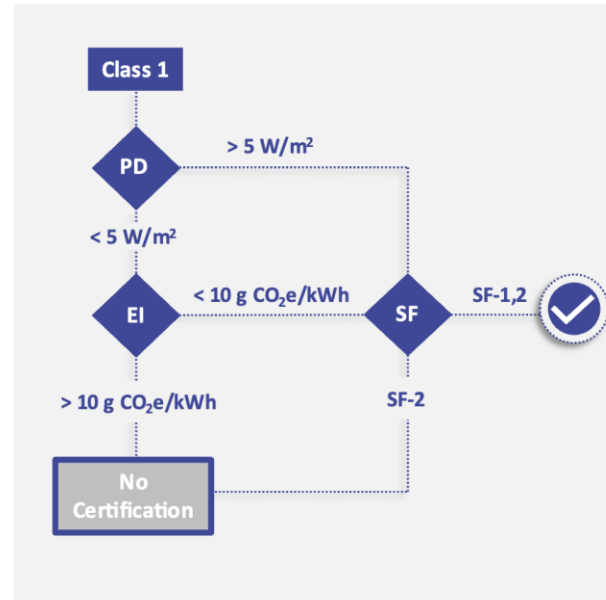 Class 1
PD
> 5 W/m²
< 5 W/m²
EI
< 10 g CO₂e/kWh
SF
SF-1,2
> 10 g CO₂e/kWh
SF-2
No
Certification